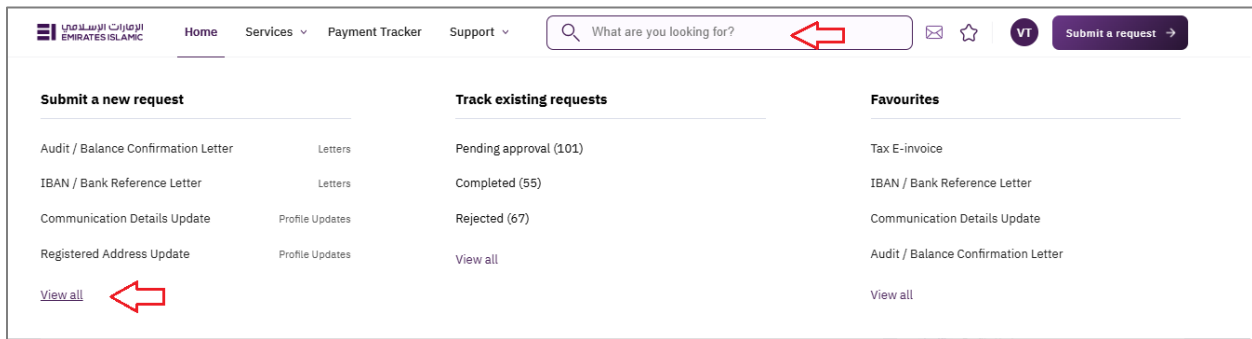 الإمارات الإسلامي
EMIRATES ISLAMIC
Home
Services
Payment Tracker
Support
What are you looking for?
VT
Submit a request
Submit a new request
Audit / Balance Confirmation Letter Letters
IBAN / Bank Reference Letter Letters
Communication Details Update Profile Updates
Registered Address Update Profile Updates
View all
Track existing requests
Pending approval (101)
Completed (55)
Rejected (67)
View all
Favourites
Tax E-invoice
IBAN / Bank Reference Letter
Communication Details Update
Audit / Balance Confirmation Letter
View all